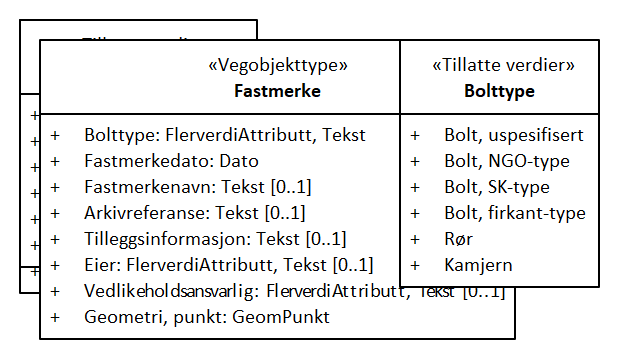 «Vegobjekttype»
Fastmerke
+ Bolttype: FlerverdiAttributt, Tekst
+ Fastmerkedato: Dato
+ Fastmerkenavn: Tekst [0..1]
+ Arkivreferanse: Tekst [0..1]
+ Tilleggsinformasjon: Tekst [0..1]
+ Eier: FlerverdiAttributt, Tekst [0..1]
+ Vedlikeholdsansvarlig: FlerverdiAttributt, Tekst [0..1]
+ Geometri, punkt: GeomPunkt
«Tillatte verdier»
Bolttype
+ Bolt, uspesifisert
+ Bolt, NGO-type
+ Bolt, SK-type
+ Bolt, firkant-type
+ Rør
+ Kamjern
+
+
+
+
+
+
+